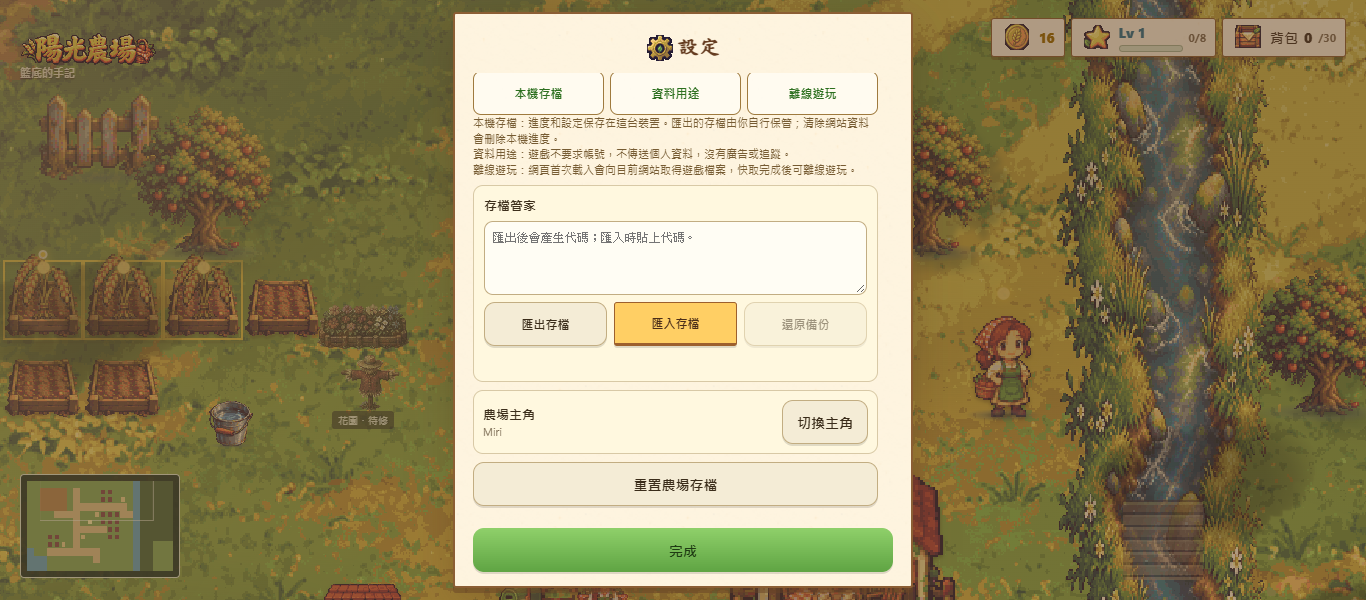 陽光農場
籃底的手記
16
Lv 1
0/8
背包 0 /30
設定
本機存檔
資料用途
離線遊玩
本機存檔：進度和設定保存在這台裝置。匯出的存檔由你自行保管；清除網站資料
會刪除本機進度。
資料用途：遊戲不要求帳號，不傳送個人資料，沒有廣告或追蹤。
離線遊玩：網頁首次載入會向目前網站取得遊戲檔案，快取完成後可離線遊玩。
存檔管家
匯出後會產生代碼；匯入時貼上代碼。
匯出存檔
匯入存檔
還原備份
花圃·待修
農場主角
Miri
切換主角
重置農場存檔
完成